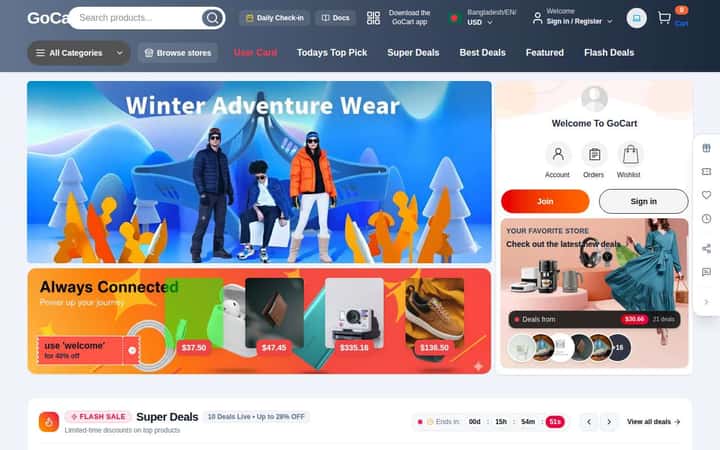 GoCa
Search products...
Daily Check-in
Docs
Download the
GoCart app
Bangladesh/EN/
USD
Welcome
Sign in / Register
0
Cart
All Categories
Browse stores
User Card
Todays Top Pick
Super Deals
Best Deals
Featured
Flash Deals
Winter Adventure Wear
Welcome To GoCart
Account
Orders
Wishlist
Join
Sign in
YOUR FAVORITE STORE
Check out the latest new deals
Deals from
$30.66
21 deals
+16
Always Connected
Power up your journey
use 'welcome'
for 40% off
$37.50
$47.45
$335.16
$136.50
FLASH SALE
Super Deals
10 Deals Live • Up to 28% OFF
Limited-time discounts on top products
Ends in:
00d : 15h : 54m : 51s
View all deals